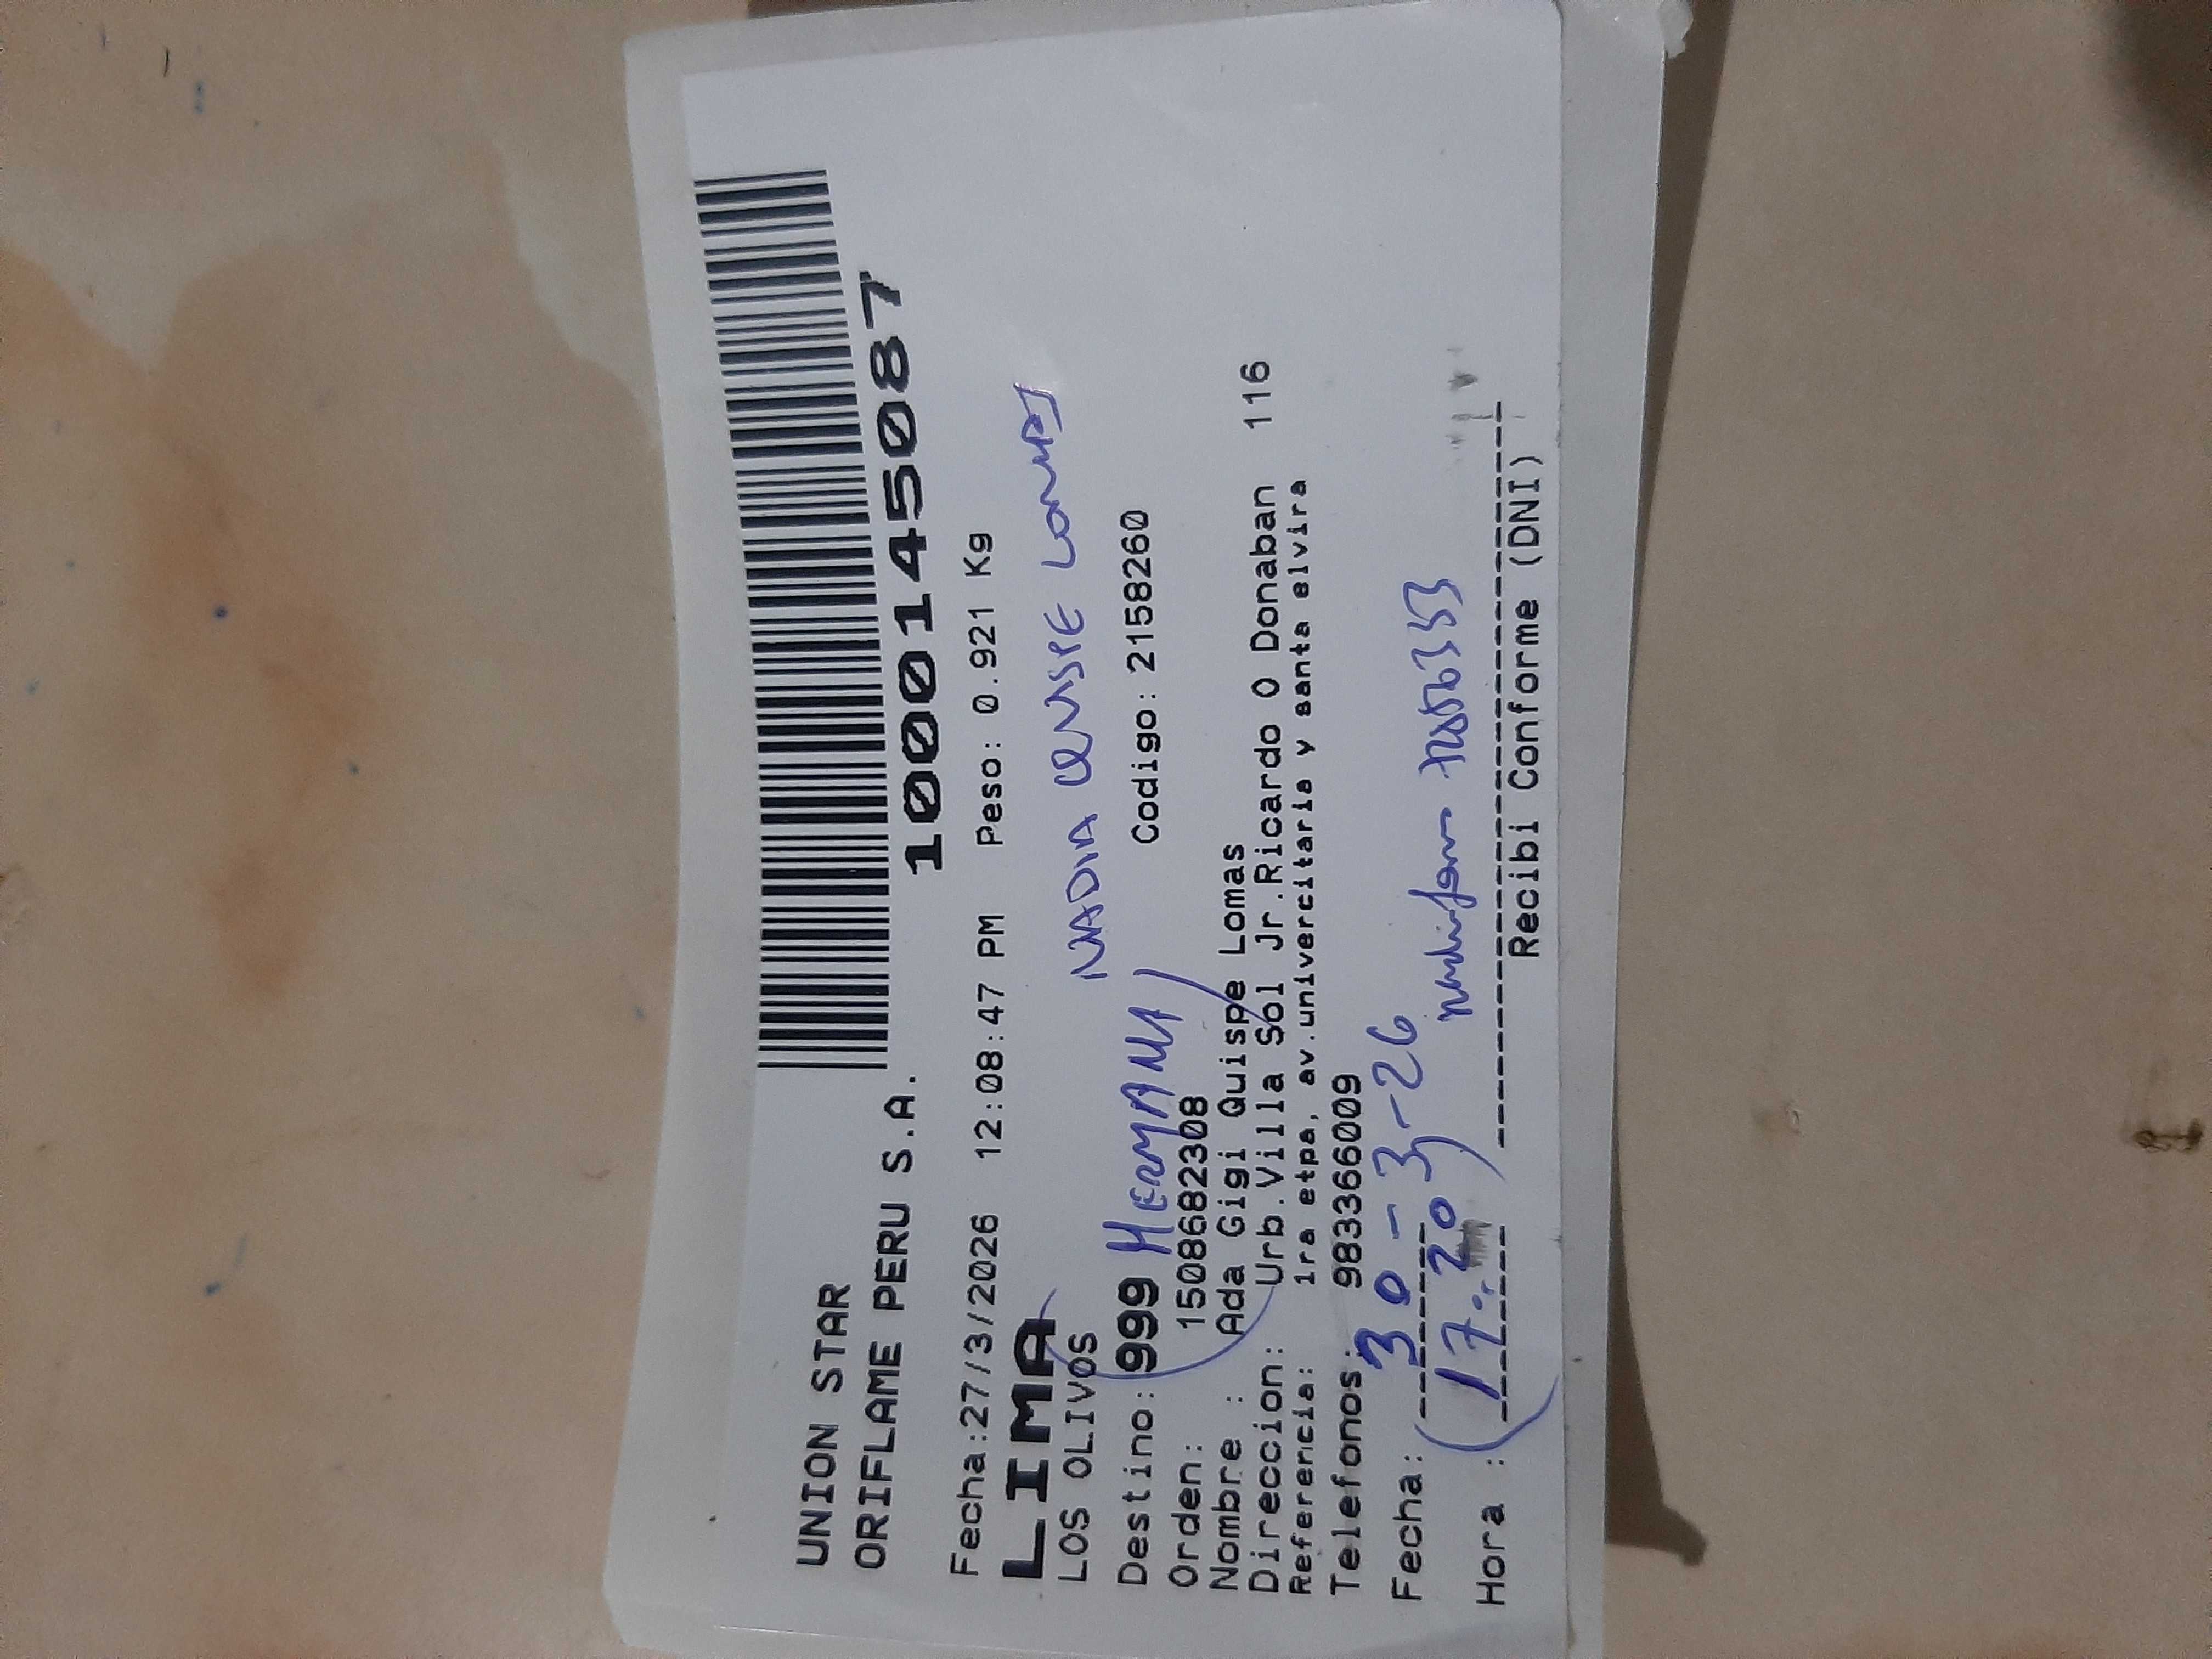 UNION STAR
ORIFLAME PERU S.A.
1000145087
Fecha:27/3/2026 12:08:47 PM Peso: 0.921 Kg
LIMA
LOS OLIVOS
NADIA QUISPE LOMAS
Destino: 999 HERMANA Codigo: 2158260
Orden: 1508682308
Nombre : Ada Gigi Quispe Lomas
Direccion: Urb.Villa Sol Jr.Ricardo O Donaban 116
Referencia: 1ra etpa, av.univercitaria y santa elvira
Telefonos: 983366009
Fecha: 30-3-26
Hora : (17:20)
Recibi Conforme (DNI)